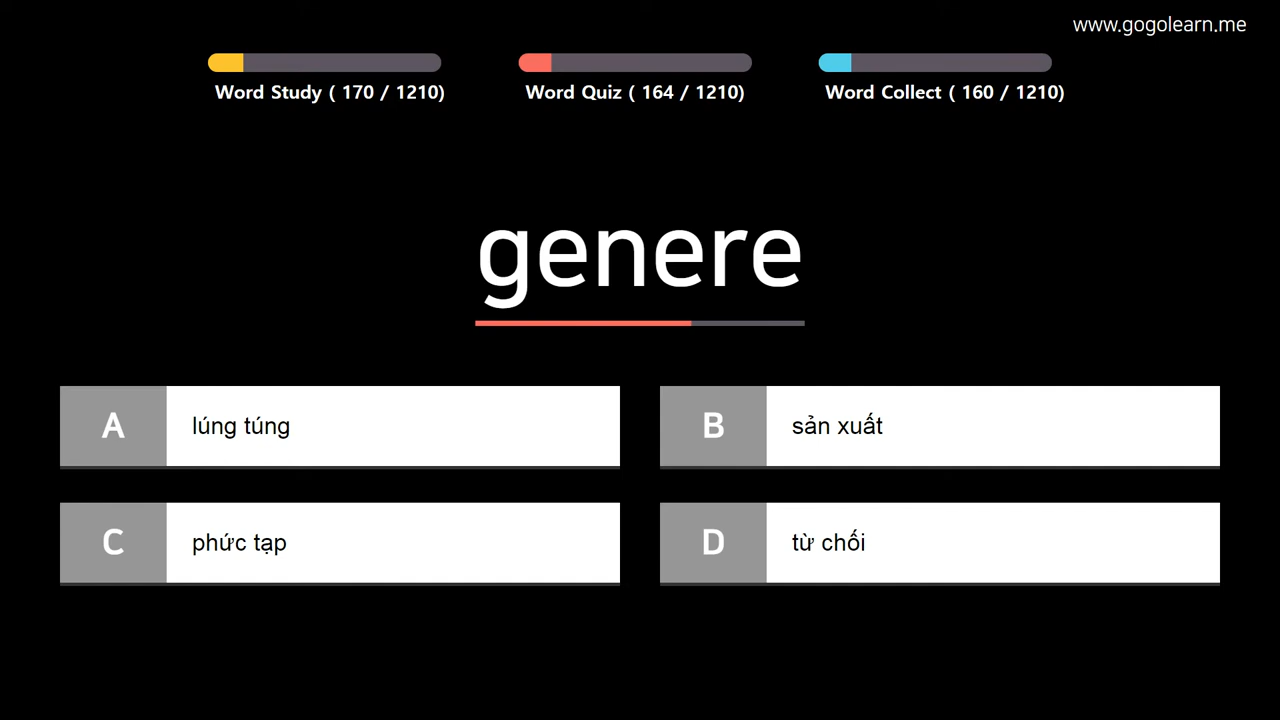 www.gogolearn.me
Word Study ( 170 / 1210)
Word Quiz ( 164 / 1210)
Word Collect ( 160 / 1210)
genere
A lúng túng
B sản xuất
C phức tạp
D từ chối